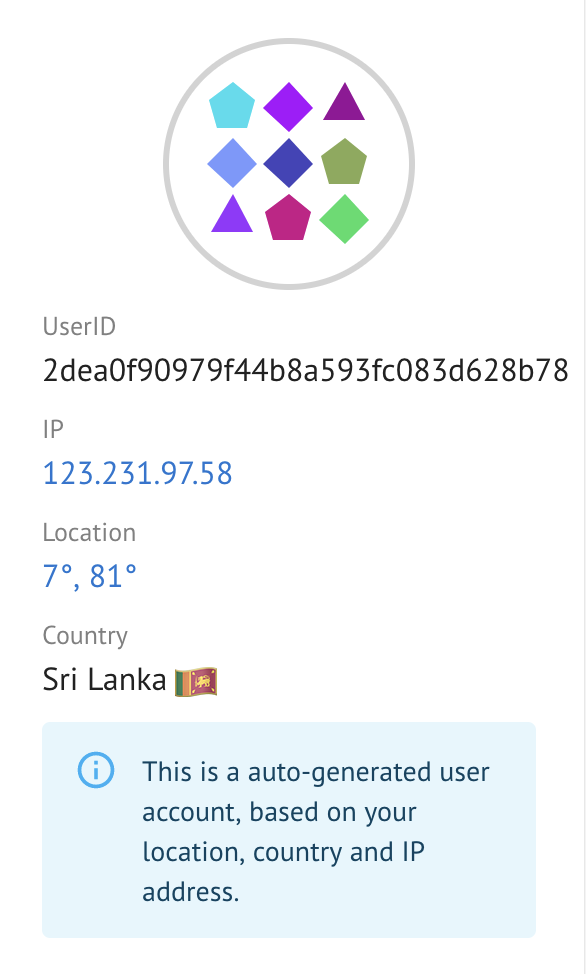 UserID
2dea0f90979f44b8a593fc083d628b78
IP
123.231.97.58
Location
7°, 81°
Country
Sri Lanka 🇱🇰
This is a auto-generated user
account, based on your
location, country and IP
address.